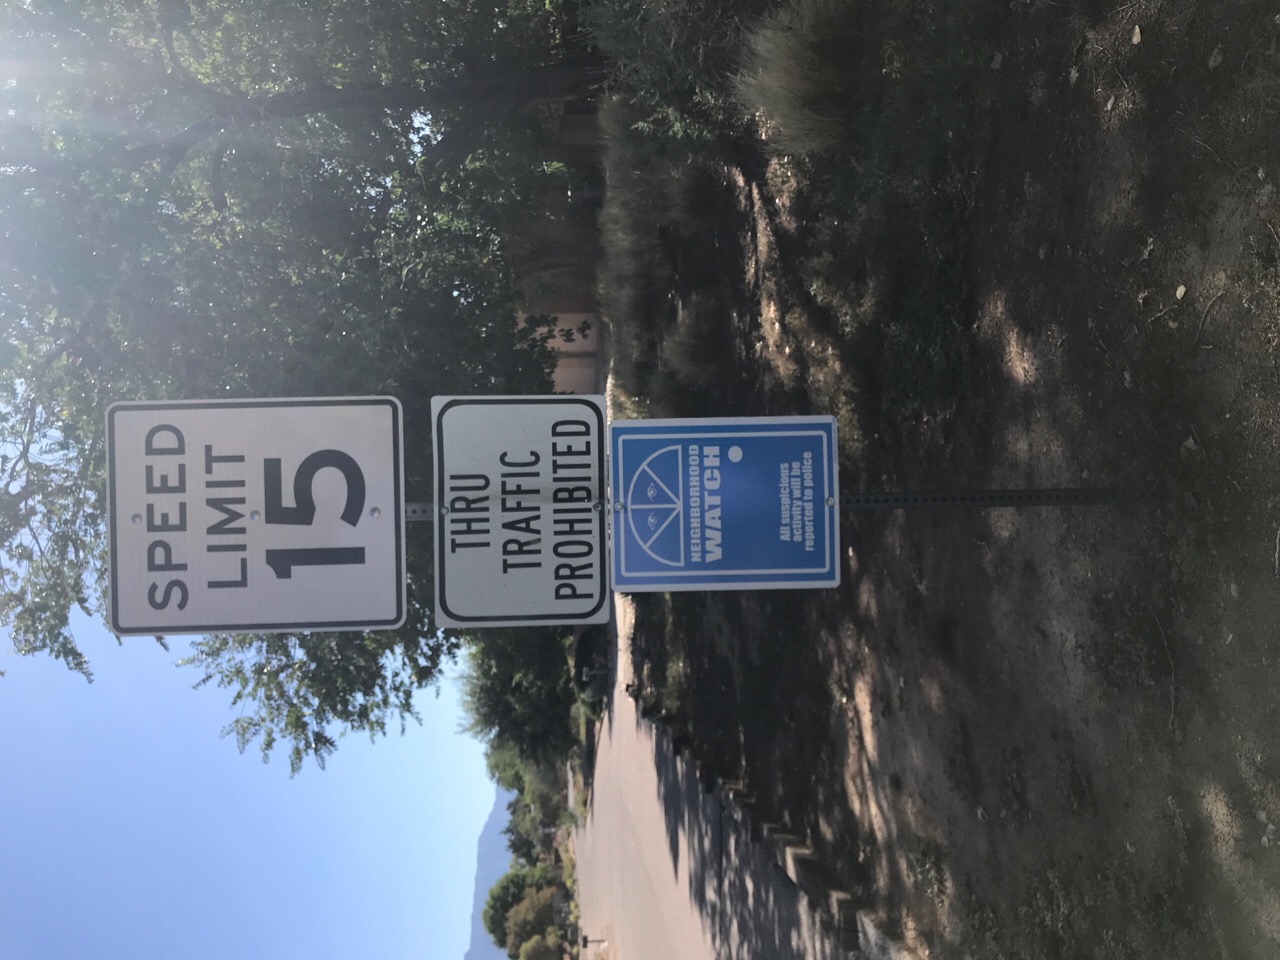 SPEED
LIMIT
15
THRU
TRAFFIC
PROHIBITED
NEIGHBORHOOD
WATCH
All suspicious
activity will be
reported to police